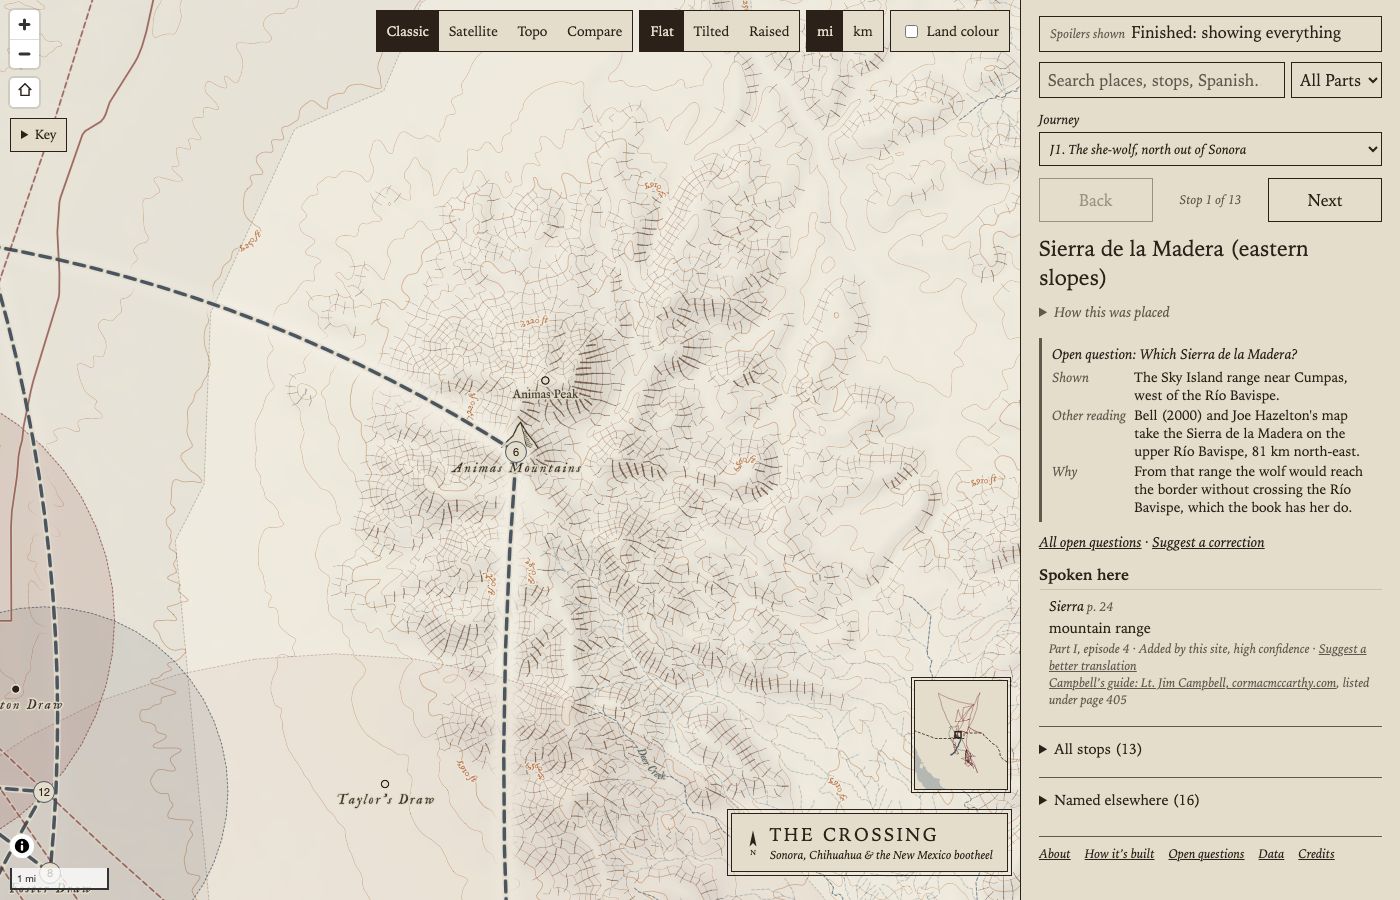 Classic Satellite Topo Compare
Flat Tilted Raised
mi km
Land colour
Key
Animas Peak
6
Animas Mountains
ton Draw
12
Taylor's Draw
Deer Creek
8
1 mi
THE CROSSING
N
Sonora, Chihuahua & the New Mexico bootheel
Spoilers shown Finished: showing everything
Search places, stops, Spanish.
All Parts
Journey
J1. The she-wolf, north out of Sonora
Back
Stop 1 of 13
Next
Sierra de la Madera (eastern
slopes)
How this was placed
Open question: Which Sierra de la Madera?
Shown The Sky Island range near Cumpas,
west of the Río Bavispe.
Other reading Bell (2000) and Joe Hazelton's map
take the Sierra de la Madera on the
upper Río Bavispe, 81 km north-east.
Why From that range the wolf would reach
the border without crossing the Río
Bavispe, which the book has her do.
All open questions · Suggest a correction
Spoken here
Sierra p. 24
mountain range
Part I, episode 4 · Added by this site, high confidence · Suggest a
better translation
Campbell's guide: Lt. Jim Campbell, cormacmccarthy.com, listed
under page 405
All stops (13)
Named elsewhere (16)
About How it's built Open questions Data Credits